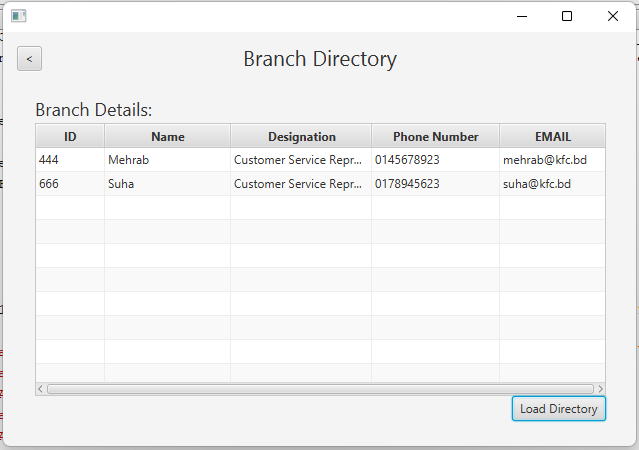 <
Branch Directory
Branch Details:
ID Name Designation Phone Number EMAIL
444 Mehrab Customer Service Repr... 0145678923 mehrab@kfc.bd
666 Suha Customer Service Repr... 0178945623 suha@kfc.bd
Load Directory